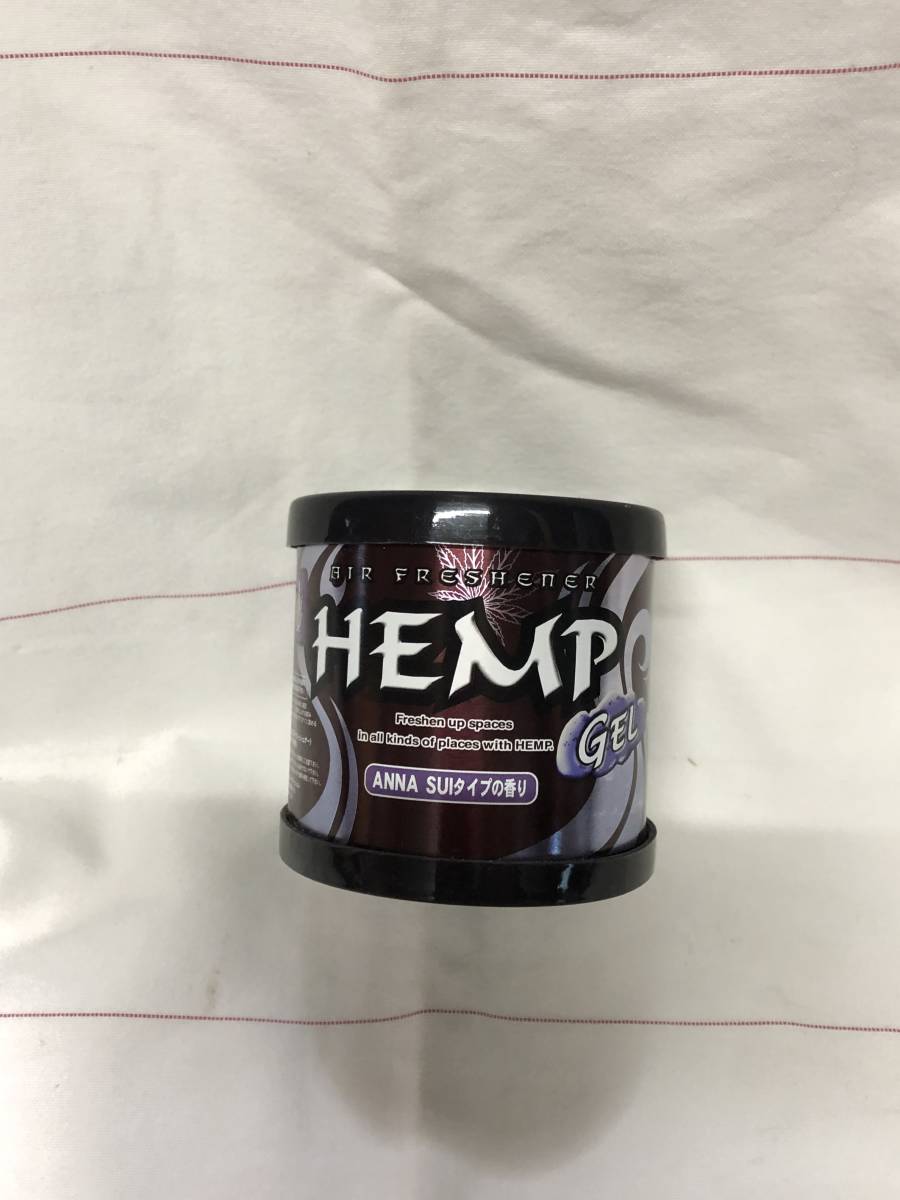 AIR FRESHENER
HEMP
GEL
Freshen up spaces
in all kinds of places with HEMP.
ANNA SUIタイプの香り